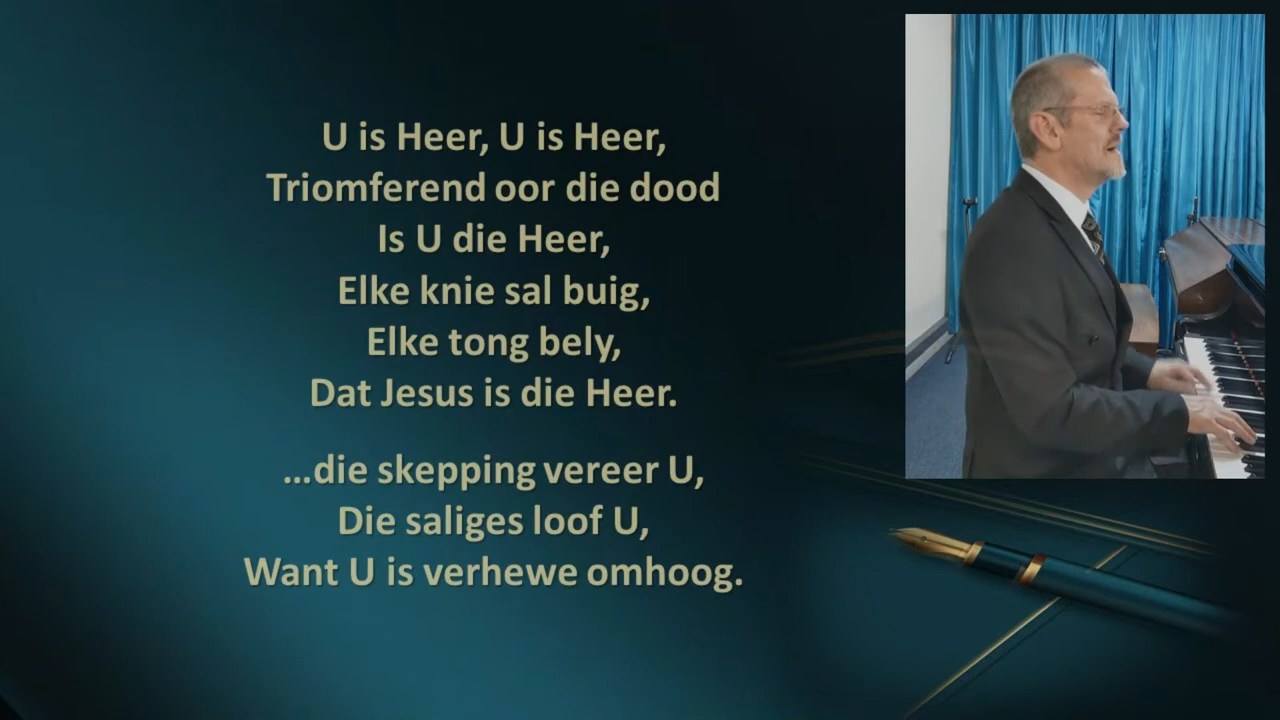 U is Heer, U is Heer,
Triomferend oor die dood
Is U die Heer,
Elke knie sal buig,
Elke tong bely,
Dat Jesus is die Heer.
...die skepping vereer U,
Die saliges loof U,
Want U is verhewe omhoog.